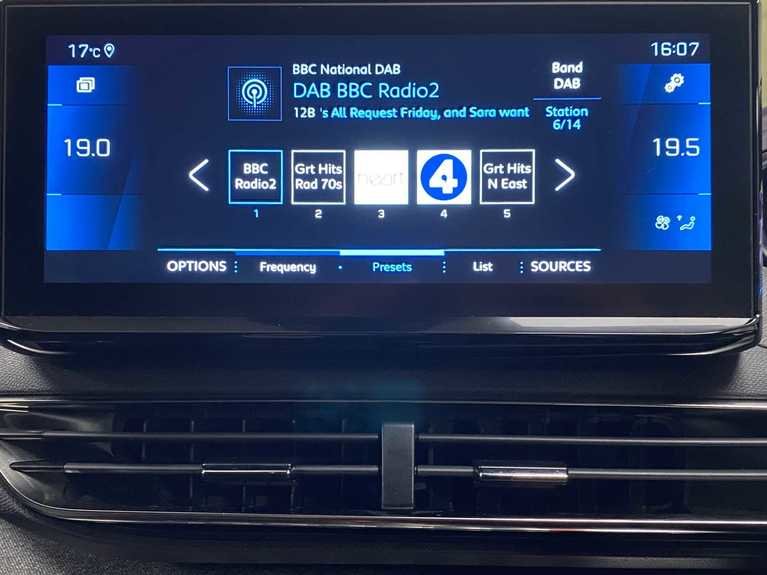 17°C
16:07
BBC National DAB
DAB BBC Radio2
12B 's All Request Friday, and Sara want
Band
DAB
Station
6/14
19.0
19.5
BBC
Radio2
Grt Hits
Rad 70s
heart
4
Grt Hits
N East
1
2
3
4
5
OPTIONS
Frequency
Presets
List
SOURCES